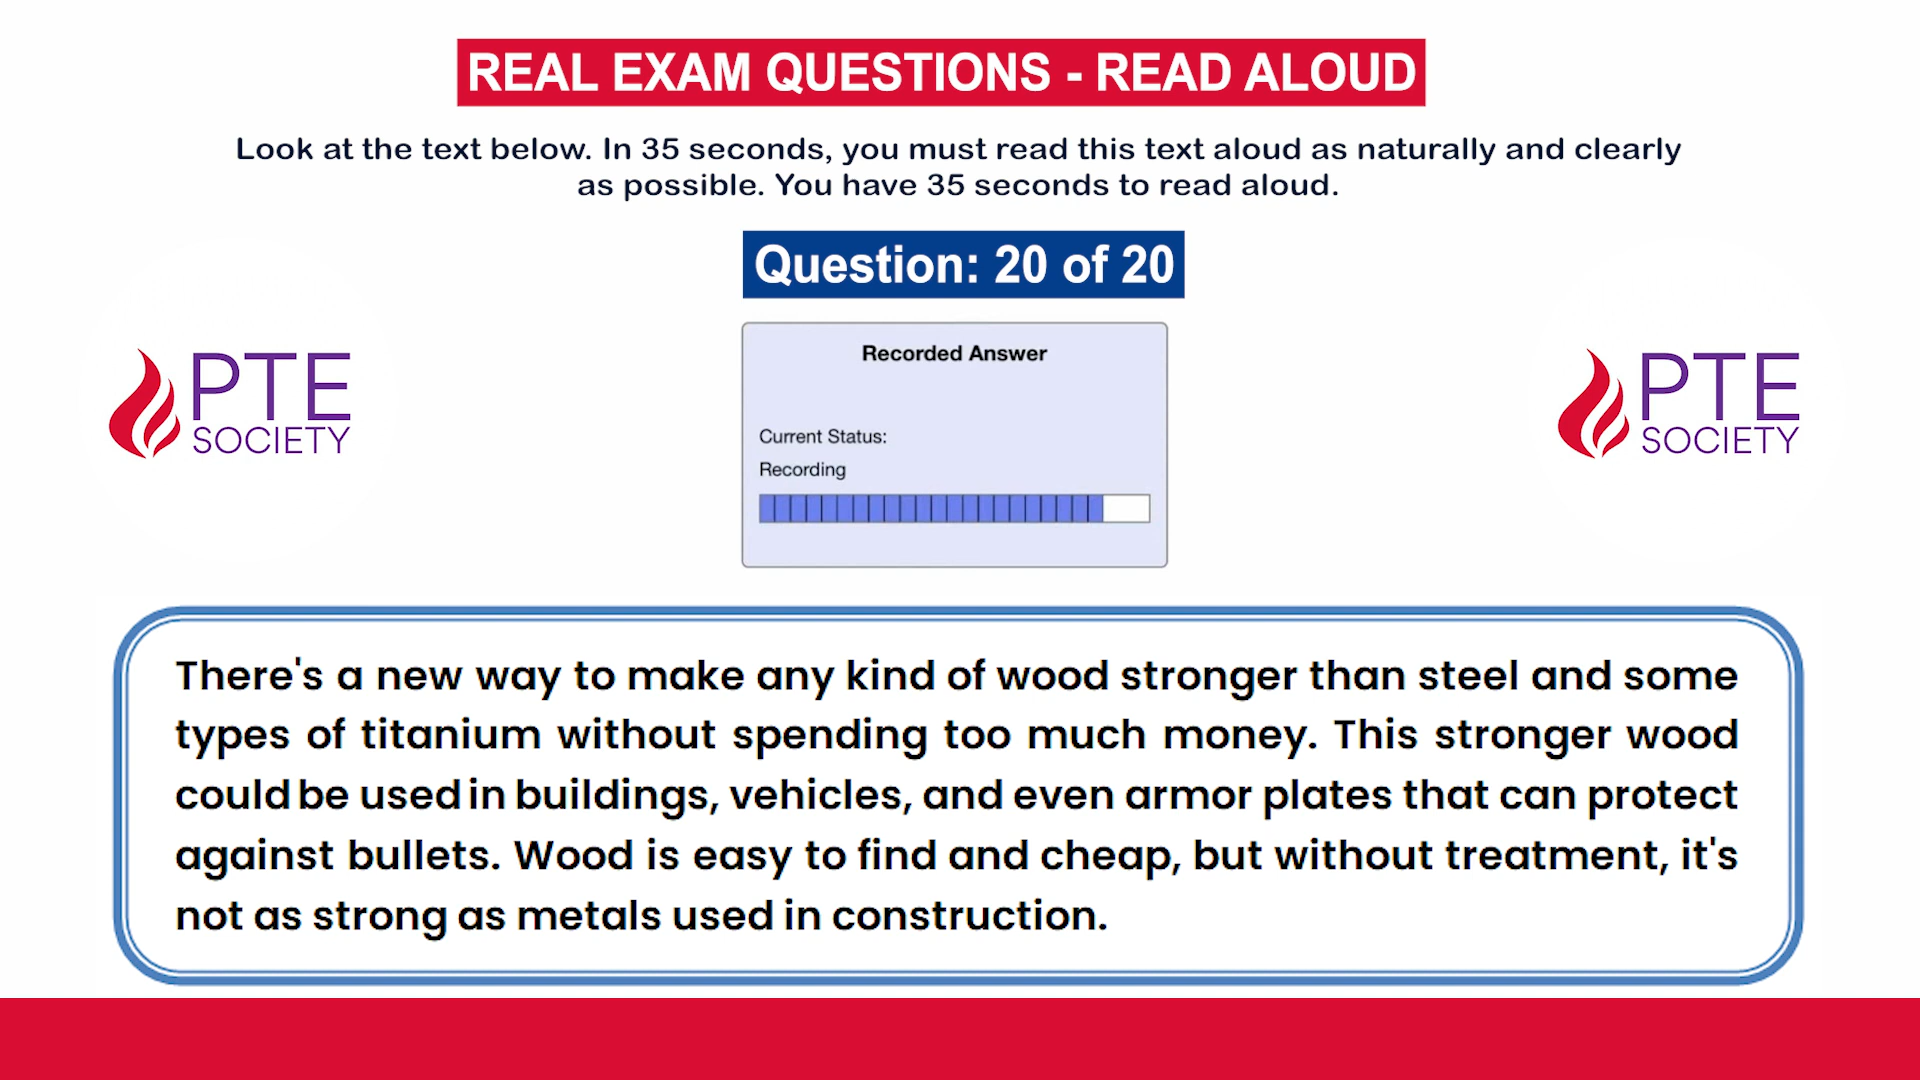 REAL EXAM QUESTIONS - READ ALOUD
Look at the text below. In 35 seconds, you must read this text aloud as naturally and clearly
as possible. You have 35 seconds to read aloud.
Question: 20 of 20
PTE
SOCIETY
Recorded Answer
Current Status:
Recording
PTE
SOCIETY
There's a new way to make any kind of wood stronger than steel and some
types of titanium without spending too much money. This stronger wood
could be used in buildings, vehicles, and even armor plates that can protect
against bullets. Wood is easy to find and cheap, but without treatment, it's
not as strong as metals used in construction.